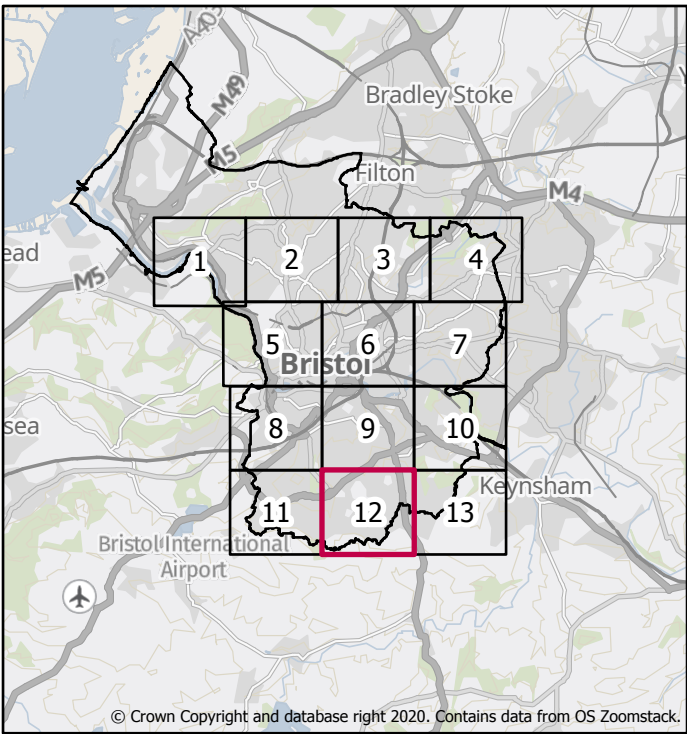 A403
M49
Bradley Stoke
M5
Filton
M4
ead
M5
1
2
3
4
5
6
7
Bristol
8
9
10
sea
Keynsham
11
12
13
Bristol International
Airport
© Crown Copyright and database right 2020. Contains data from OS Zoomstack.